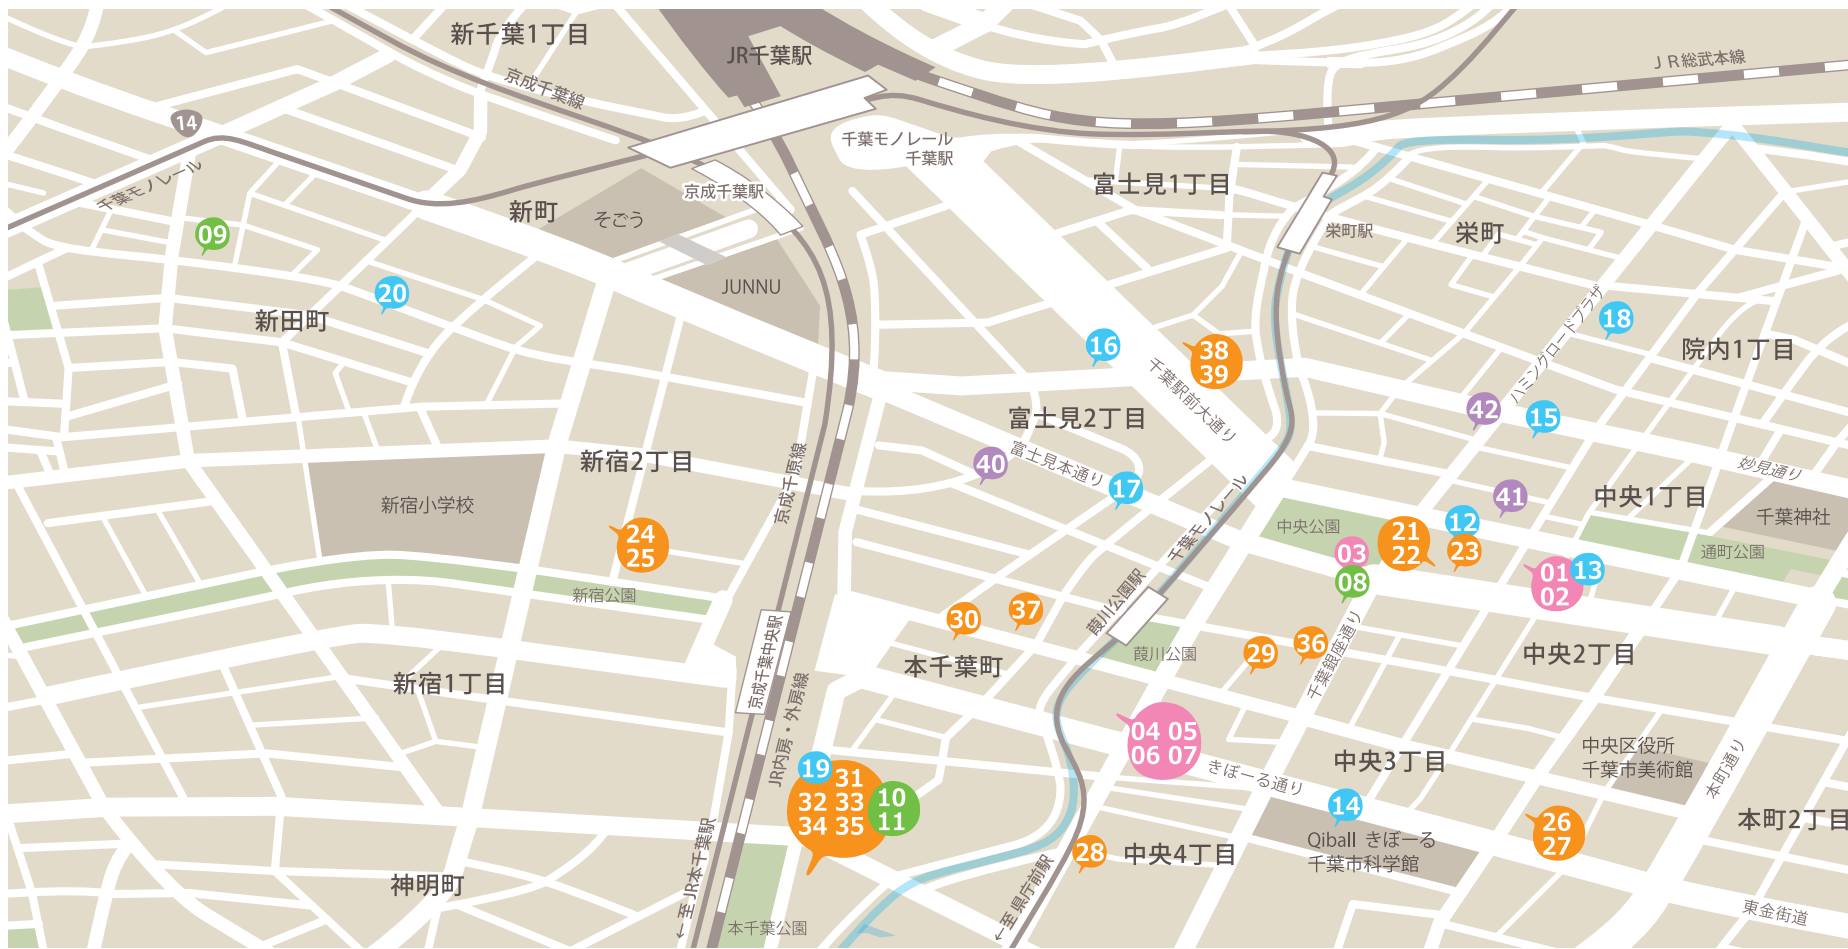 新千葉1丁目
JR千葉駅
京成千葉線
ＪＲ総武本線
14
千葉モノレール
千葉モノレール
千葉駅
京成千葉駅
富士見1丁目
新町
そごう
栄町駅
栄町
09
JUNNU
20
新田町
ハミングロードプラザ
18
16
38
39
院内1丁目
千葉駅前大通り
富士見2丁目
42
15
富士見本通り
40
17
新宿2丁目
京成千原線
妙見通り
新宿小学校
41
中央1丁目
千葉神社
千葉モノレール
中央公園
12
21
22
23
03
08
24
25
通町公園
01
02
13
新宿公園
葭川公園駅
30
37
京成千葉中央駅
葭川公園
29
36
千葉銀座通り
中央2丁目
本千葉町
新宿1丁目
JR内房・外房線
04 05
06 07
きぼーる通り
中央3丁目
中央区役所
千葉市美術館
本町通り
19
31
32 33
34 35
10
11
14
Qiball きぼーる
千葉市科学館
26
27
本町2丁目
28
中央4丁目
神明町
←至 JR本千葉駅
本千葉公園
←至 県庁前駅
東金街道